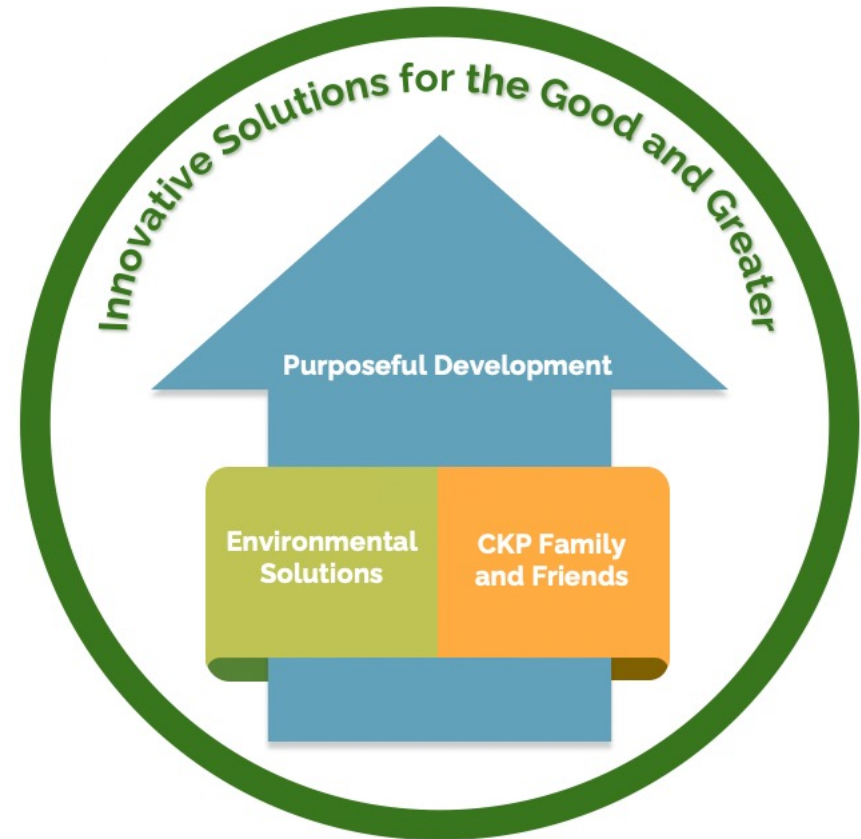 Innovative Solutions for the Good and Greater
Purposeful Development
Environmental
Solutions
CKP Family
and Friends